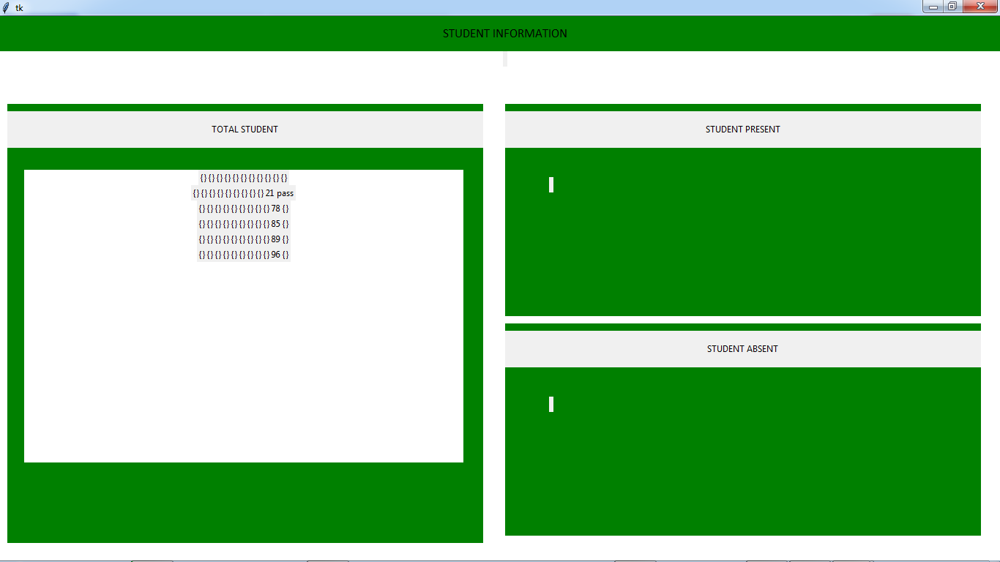 tk
STUDENT INFORMATION
TOTAL STUDENT
{} {} {} {} {} {} {} {} {} {} {}
{} {} {} {} {} {} {} {} {} 21 pass
{} {} {} {} {} {} {} {} {} 78 {}
{} {} {} {} {} {} {} {} {} 85 {}
{} {} {} {} {} {} {} {} {} 89 {}
{} {} {} {} {} {} {} {} {} 96 {}
STUDENT PRESENT
STUDENT ABSENT